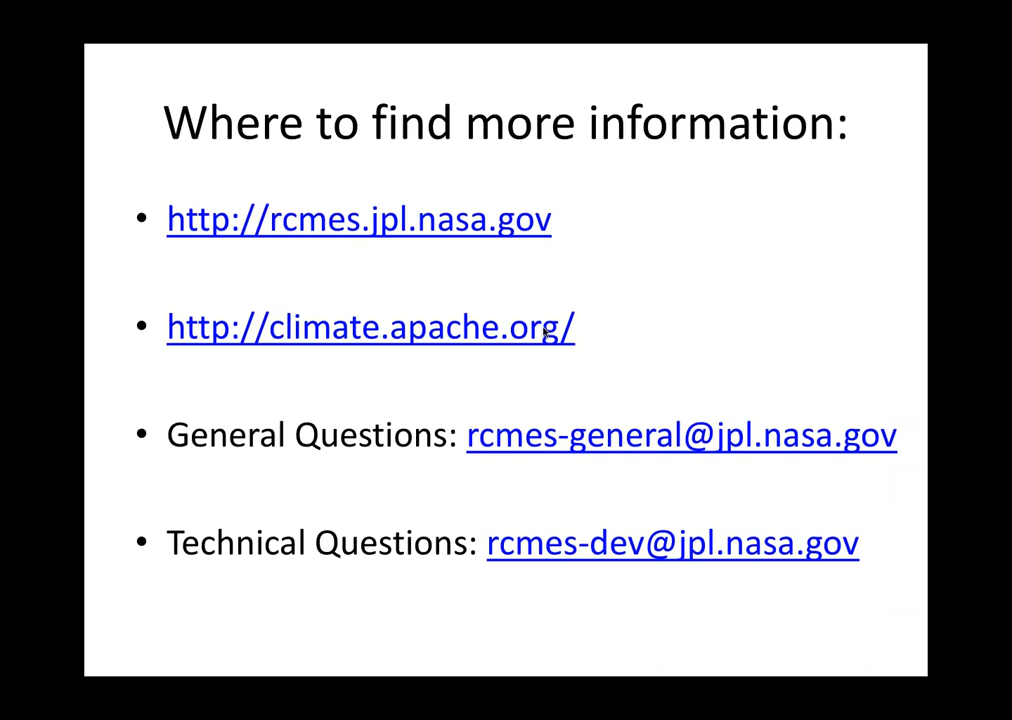 Where to find more information:
• http://rcmes.jpl.nasa.gov
• http://climate.apache.org/
• General Questions: rcmes-general@jpl.nasa.gov
• Technical Questions: rcmes-dev@jpl.nasa.gov